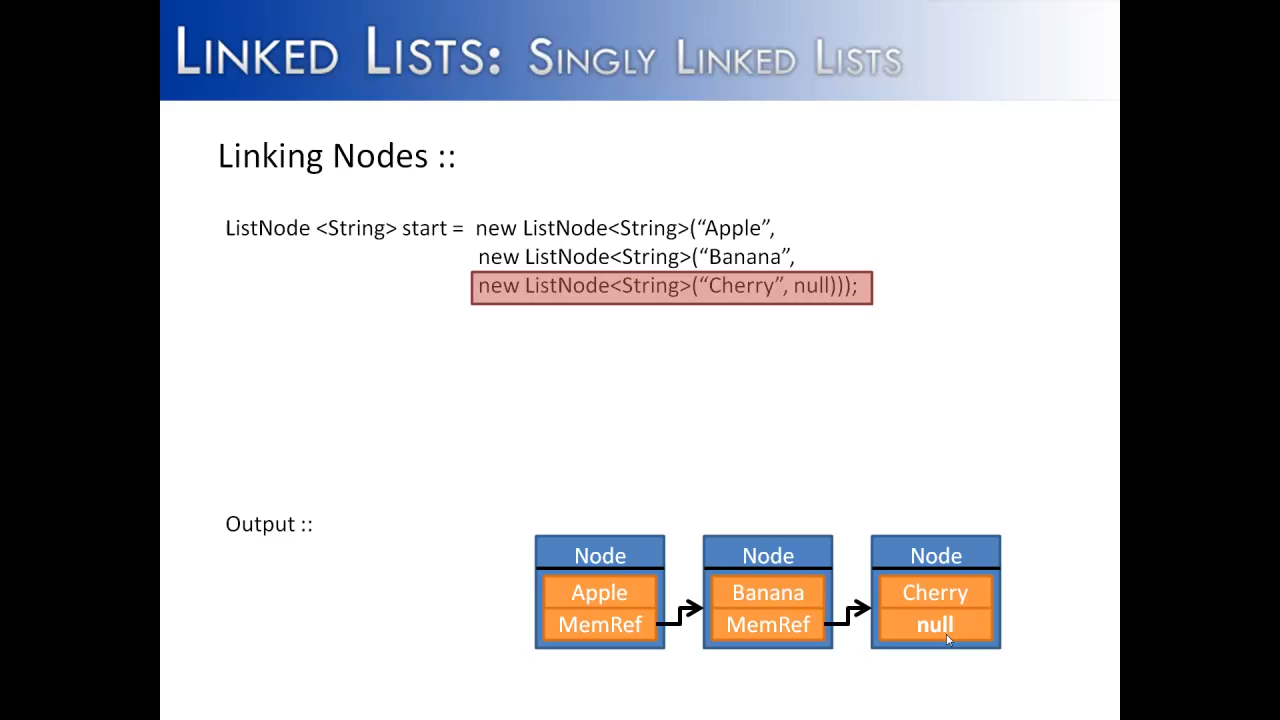 LINKED LISTS: SINGLY LINKED LISTS
Linking Nodes ::
ListNode <String> start = new ListNode<String>(“Apple”,
new ListNode<String>(“Banana”,
new ListNode<String>(“Cherry”, null)));
Output ::
Node Node Node
Apple Banana Cherry
MemRef MemRef null